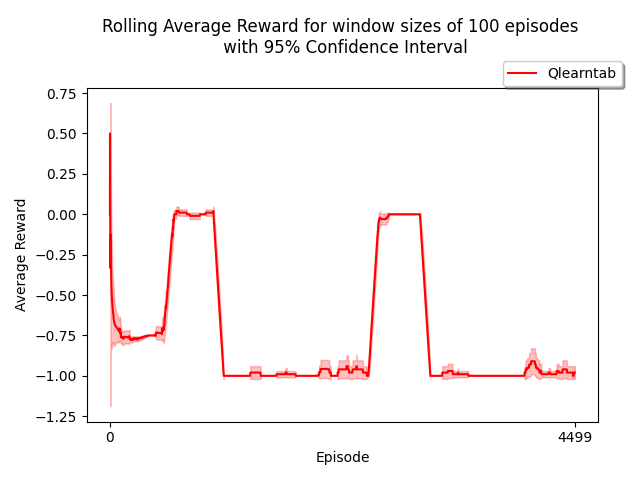 Rolling Average Reward for window sizes of 100 episodes
with 95% Confidence Interval
Qlearntab
0.75
0.50
0.25
0.00
−0.25
−0.50
−0.75
−1.00
−1.25
Average Reward
0
4499
Episode